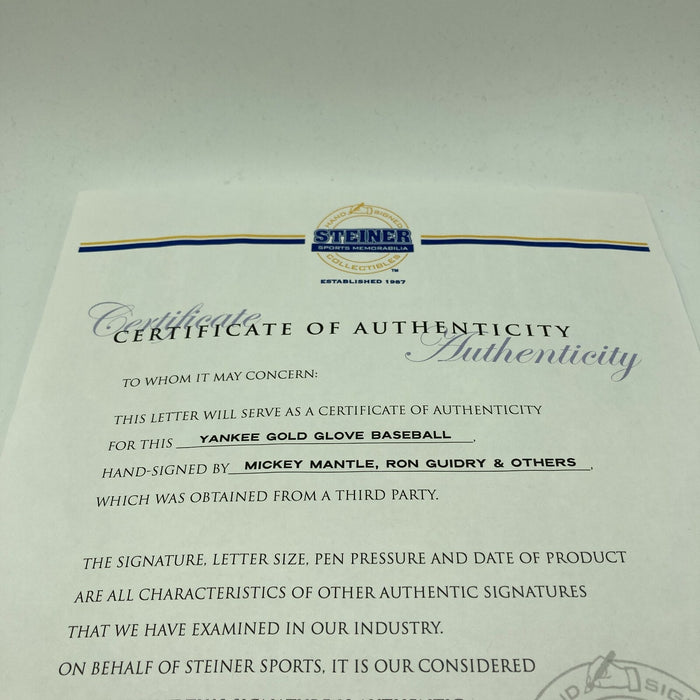 HAND SIGNED
STEINER
SPORTS MEMORABILIA
COLLECTIBLES
TM
ESTABLISHED 1987
Certificate
CERTIFICATE OF AUTHENTICITY
Authenticity
TO WHOM IT MAY CONCERN:
THIS LETTER WILL SERVE AS A CERTIFICATE OF AUTHENTICITY
FOR THIS YANKEE GOLD GLOVE BASEBALL,
HAND-SIGNED BY MICKEY MANTLE, RON GUIDRY & OTHERS,
WHICH WAS OBTAINED FROM A THIRD PARTY.
THE SIGNATURE, LETTER SIZE, PEN PRESSURE AND DATE OF PRODUCT
ARE ALL CHARACTERISTICS OF OTHER AUTHENTIC SIGNATURES
THAT WE HAVE EXAMINED IN OUR INDUSTRY.
ON BEHALF OF STEINER SPORTS, IT IS OUR CONSIDERED